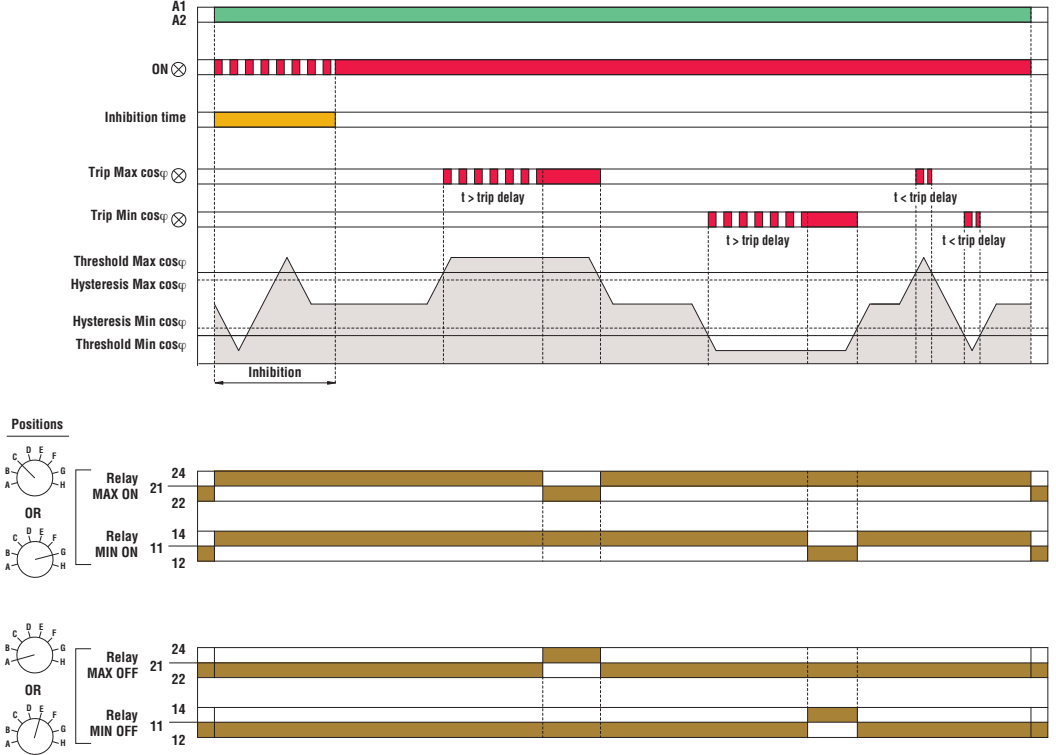 A1
A2
ON
Inhibition time
Trip Max cosφ
t > trip delay
t < trip delay
Trip Min cosφ
t > trip delay
t < trip delay
Threshold Max cosφ
Hysteresis Max cosφ
Hysteresis Min cosφ
Threshold Min cosφ
Inhibition
Positions
A B C D E F G H
OR
A B C D E F G H
Relay
MAX ON
24
21
22
Relay
MIN ON
14
11
12
A B C D E F G H
OR
A B C D E F G H
Relay
MAX OFF
24
21
22
Relay
MIN OFF
14
11
12